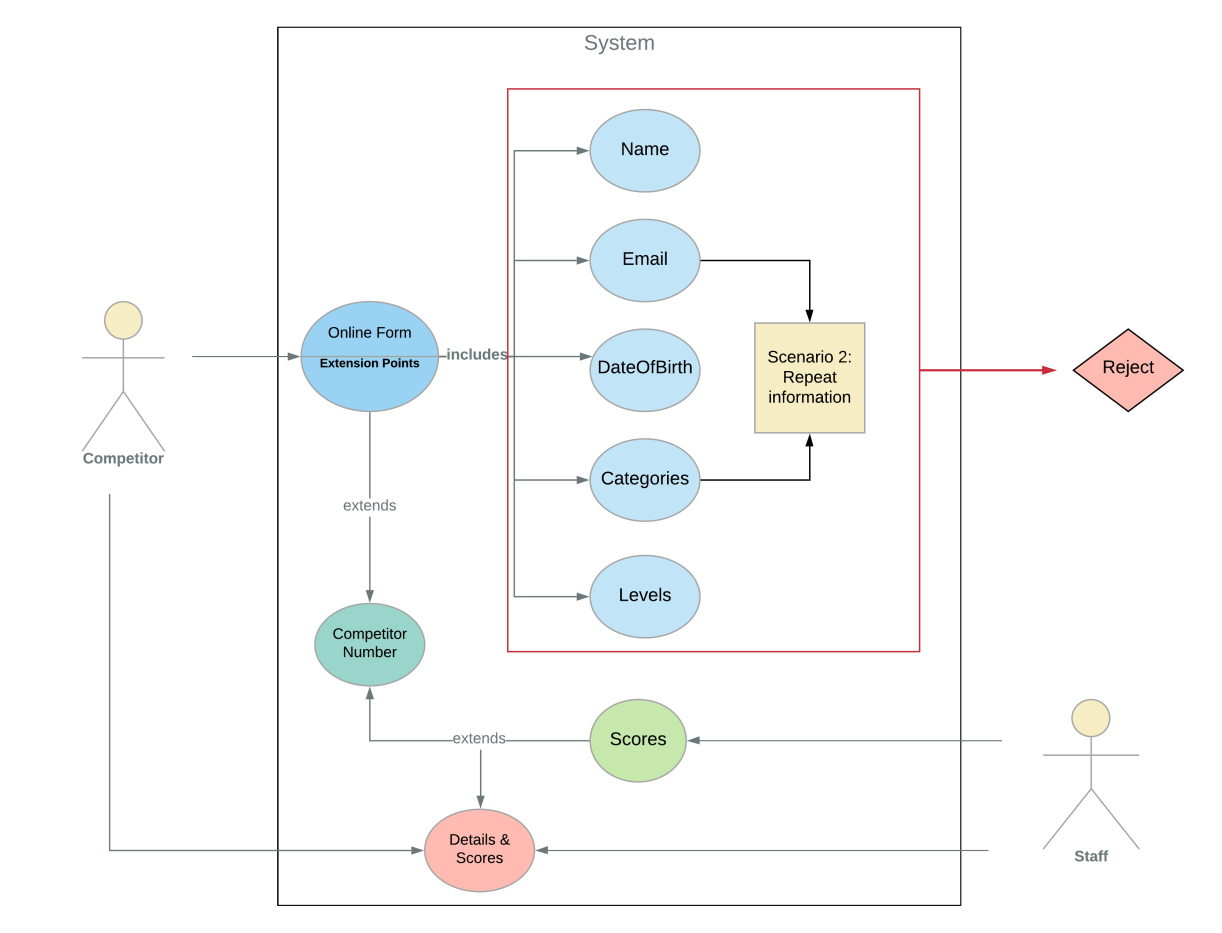 System
Name
Email
Online Form
Extension Points
includes
DateOfBirth
Scenario 2:
Repeat
information
Reject
Competitor
Categories
extends
Levels
Competitor
Number
Scores
extends
Details &
Scores
Staff